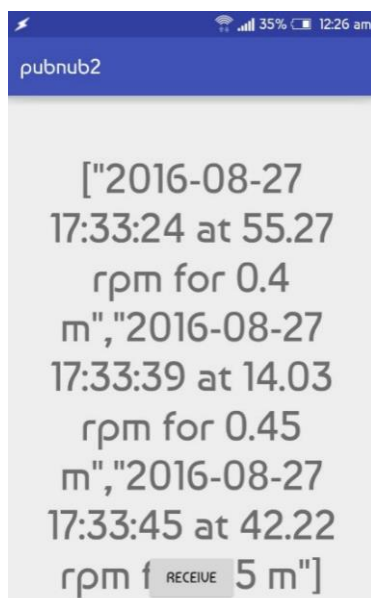 35% 12:26 am
pubnub2
["2016-08-27
17:33:24 at 55.27
rpm for 0.4
m","2016-08-27
17:33:39 at 14.03
rpm for 0.45
m","2016-08-27
17:33:45 at 42.22
rpm 5 m"]
RECEIVE